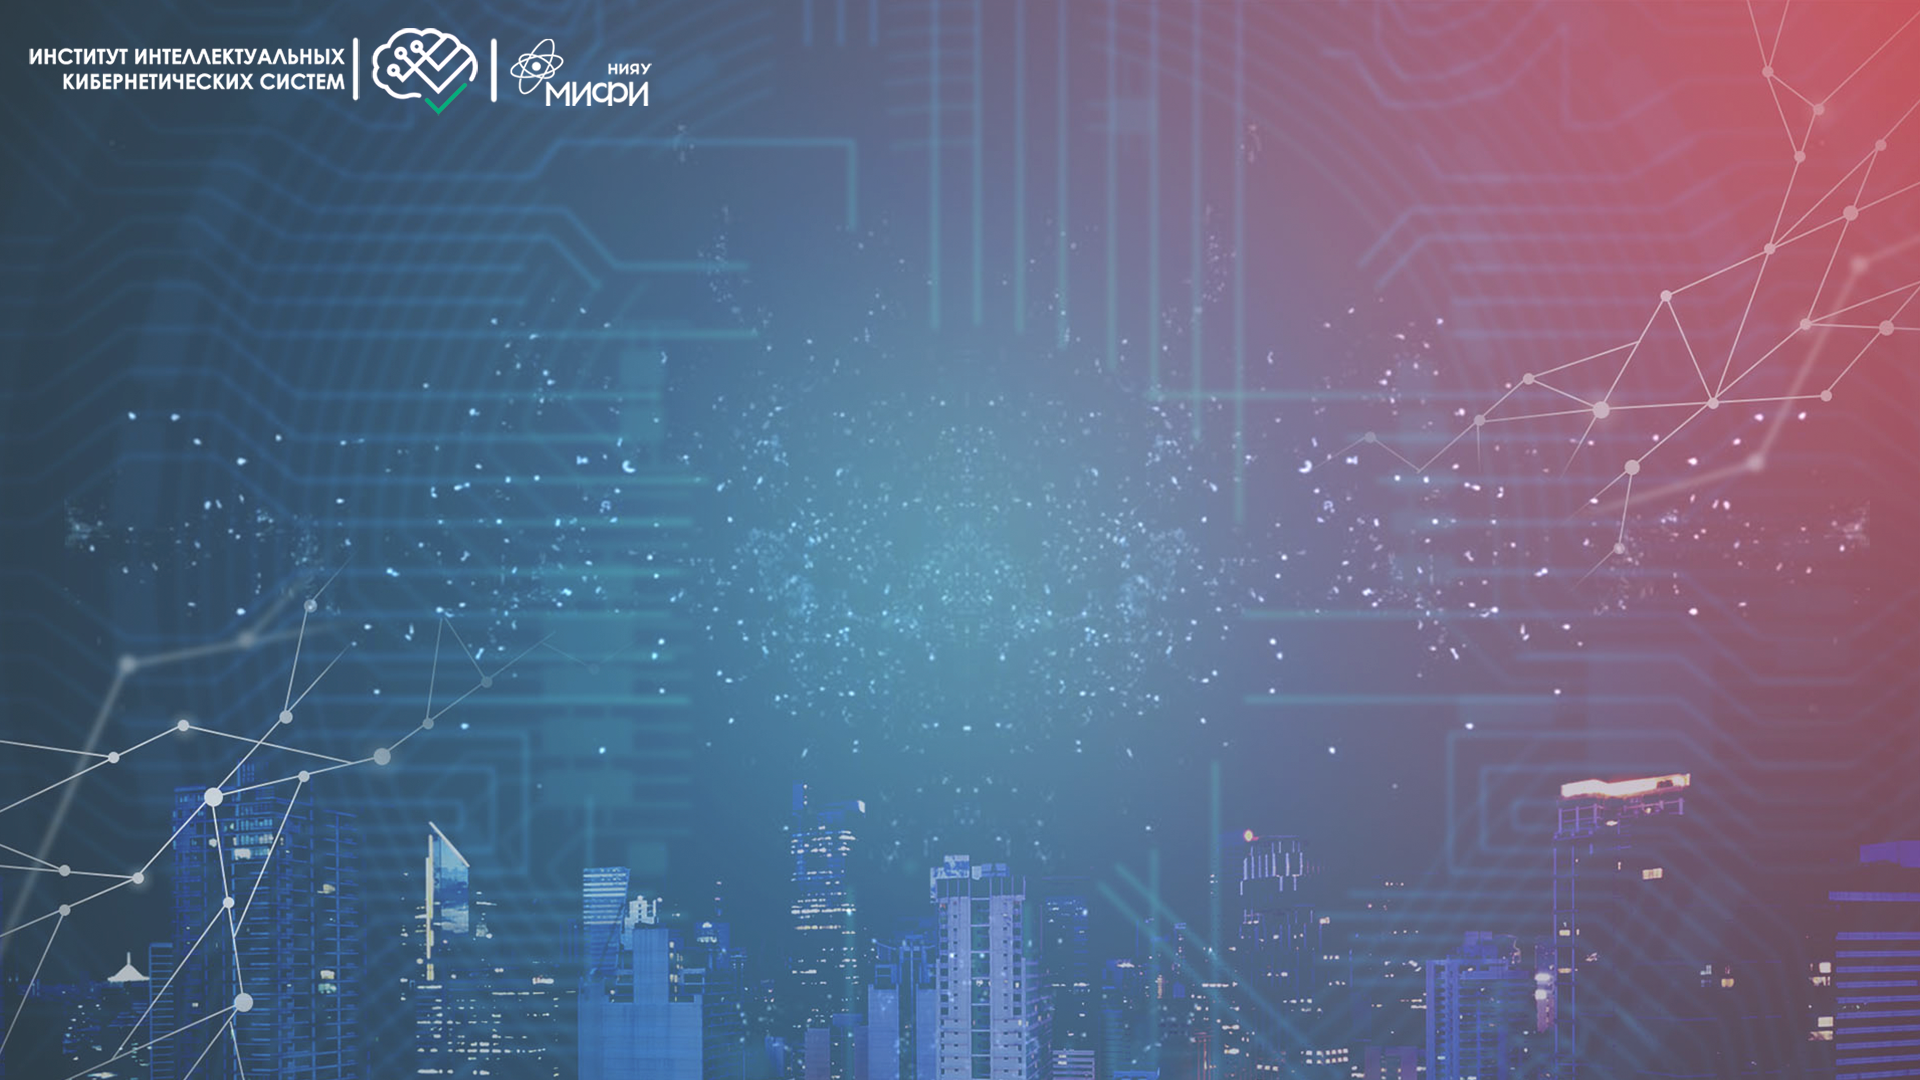 ИНСТИТУТ ИНТЕЛЛЕКТУАЛЬНЫХ
КИБЕРНЕТИЧЕСКИХ СИСТЕМ
НИЯУ
МИФИ